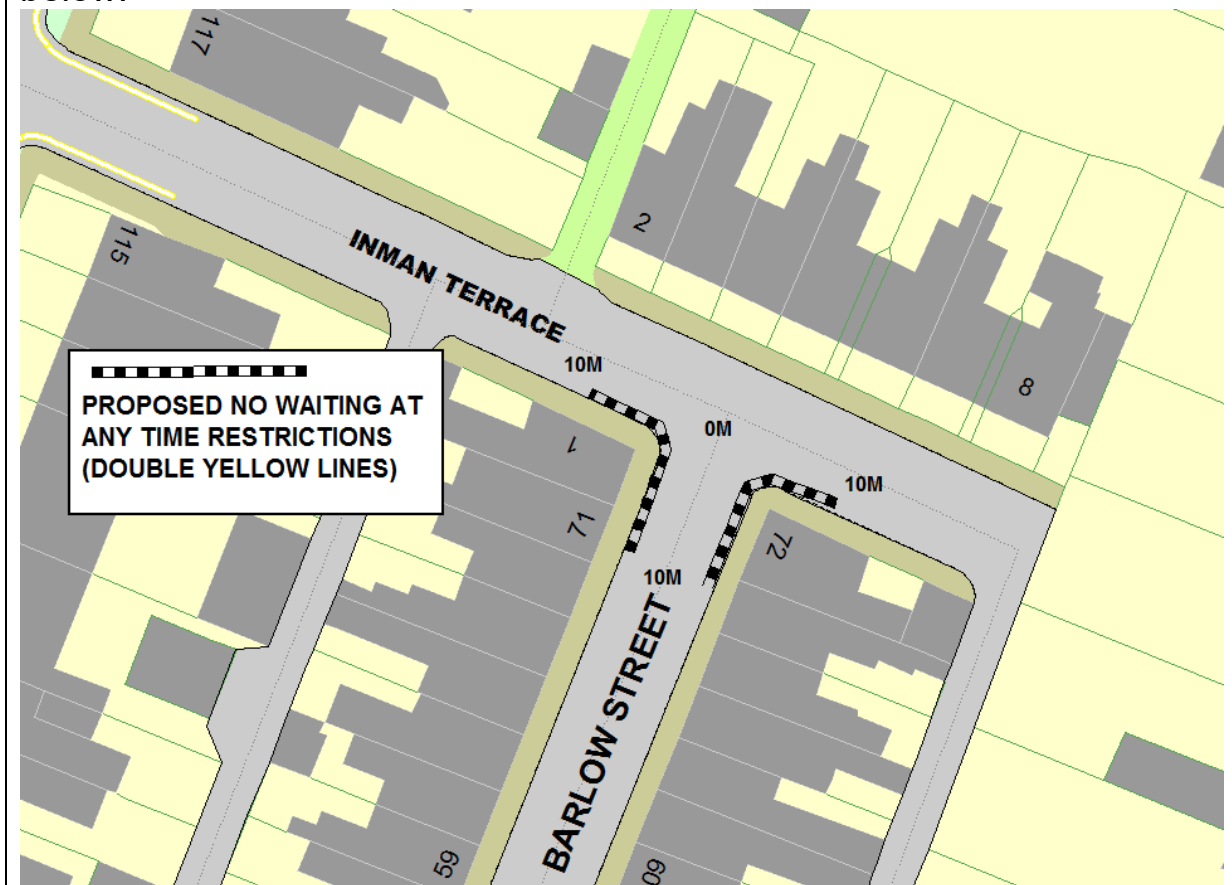 117
115
2
8
INMAN TERRACE
10M
0M
10M
PROPOSED NO WAITING AT
ANY TIME RESTRICTIONS
(DOUBLE YELLOW LINES)
1
71
72
10M
BARLOW STREET
59
60